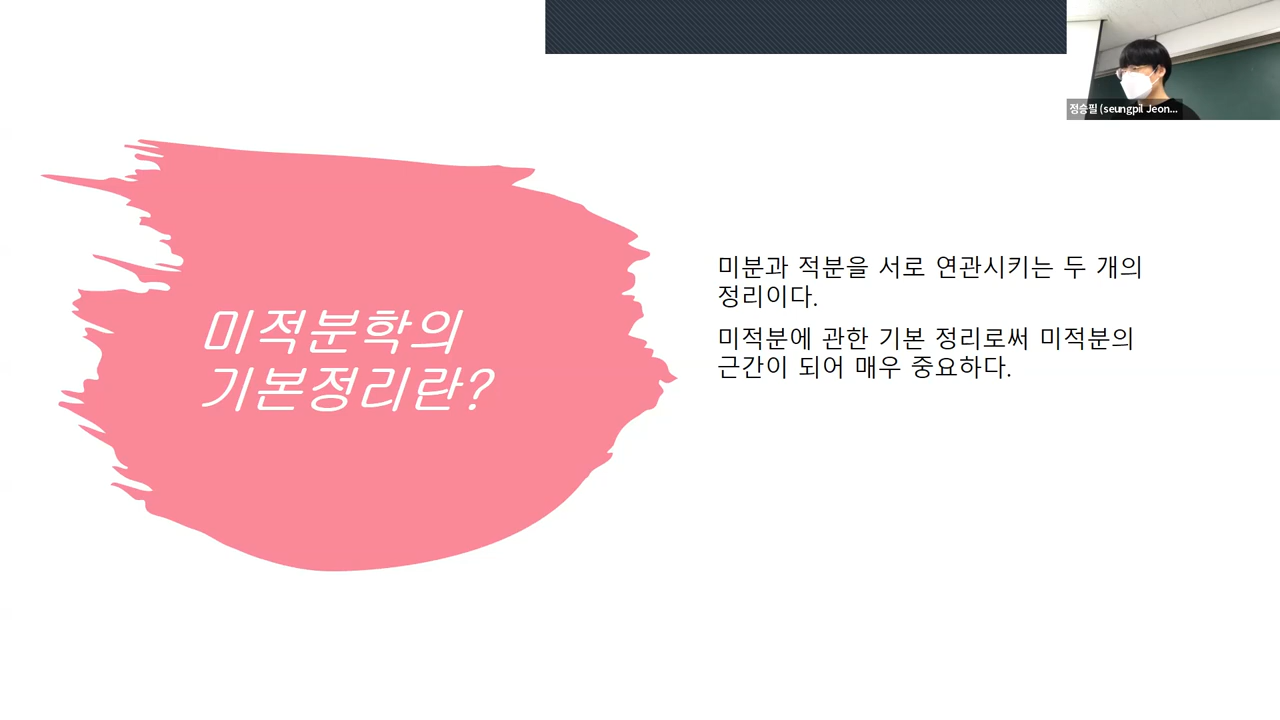 정승필 (seungpil Jeon...
미적분학의
기본정리란?
미분과 적분을 서로 연관시키는 두 개의
정리이다.
미적분에 관한 기본 정리로써 미적분의
근간이 되어 매우 중요하다.